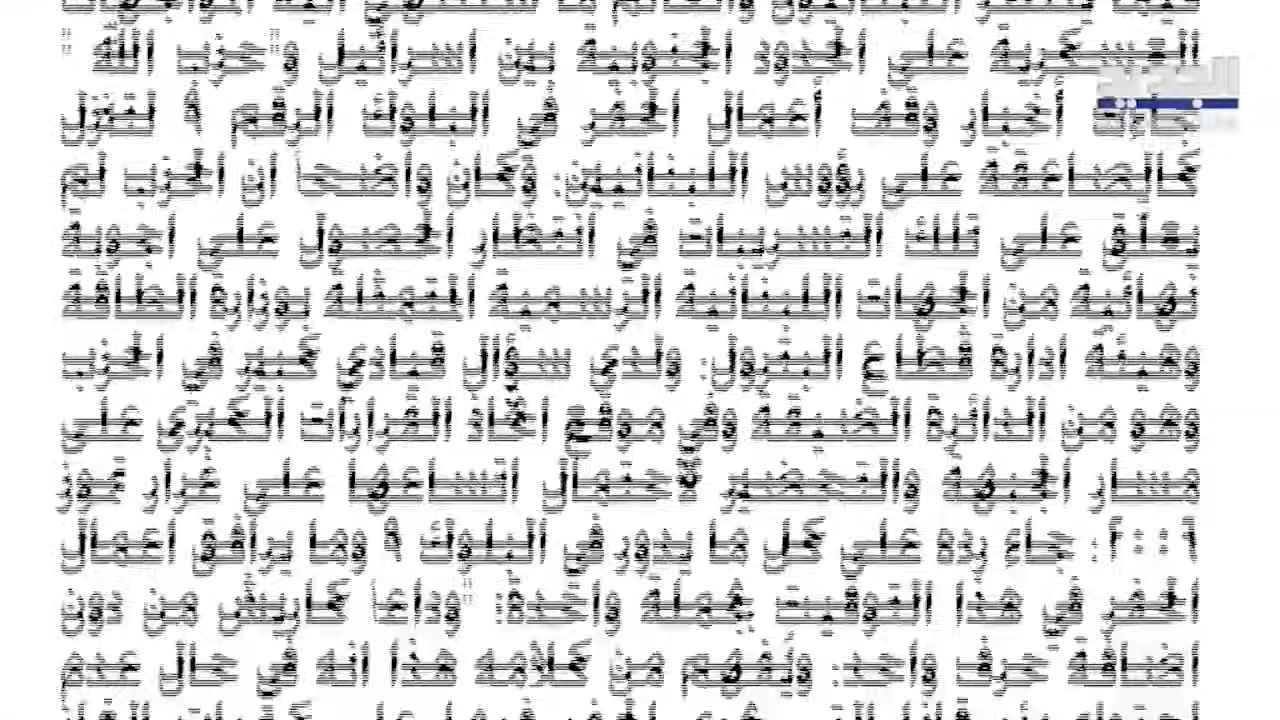 العسكرية على الحدود الجنوبية بين اسرائيل و"حزب الله"
الجديد
جاءت أخبار وقف أعمال الحفر في البلوك الرقم ٩ لتنزل
كالصاعقة على رؤوس اللبنانيين. وكان واضحاً ان الحزب لم
يعلّق على تلك التسريبات في انتظار الحصول على اجوبة
نهائية من الجهات اللبنانية الرسمية المتمثلة بوزارة الطاقة
وهيئة ادارة قطاع البترول. ولدى سؤال قيادي كبير في الحزب
وهو من الدائرة الضيقة وفي موقع اتخاذ القرارات الكبرى على
مسار الجبهة والتحضير لاحتمال اتساعها على غرار تموز
٢٠٠٦: جاء رده على كل ما يدور في البلوك ٩ وما يرافق اعمال
الحفر في هذا التوقيت بجملة واحدة: "وداعاً كاريش من دون
اضافة حرف واحد. ويُفهم من كلامه هذا انه في حال عدم